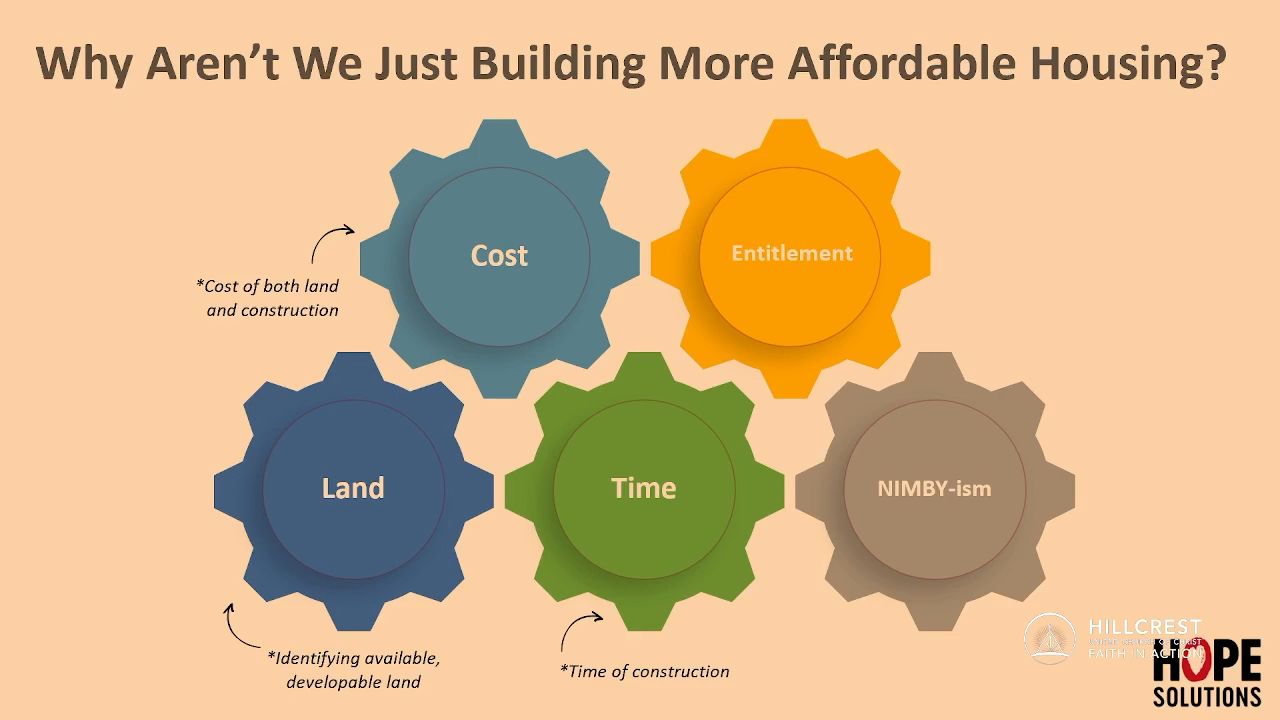 Why Aren’t We Just Building More Affordable Housing?
Cost
Entitlement
*Cost of both land
and construction
Land
Time
NIMBY-ism
*Identifying available,
developable land
*Time of construction
HILLCREST
FAITH IN ACTION
HOPE
SOLUTIONS